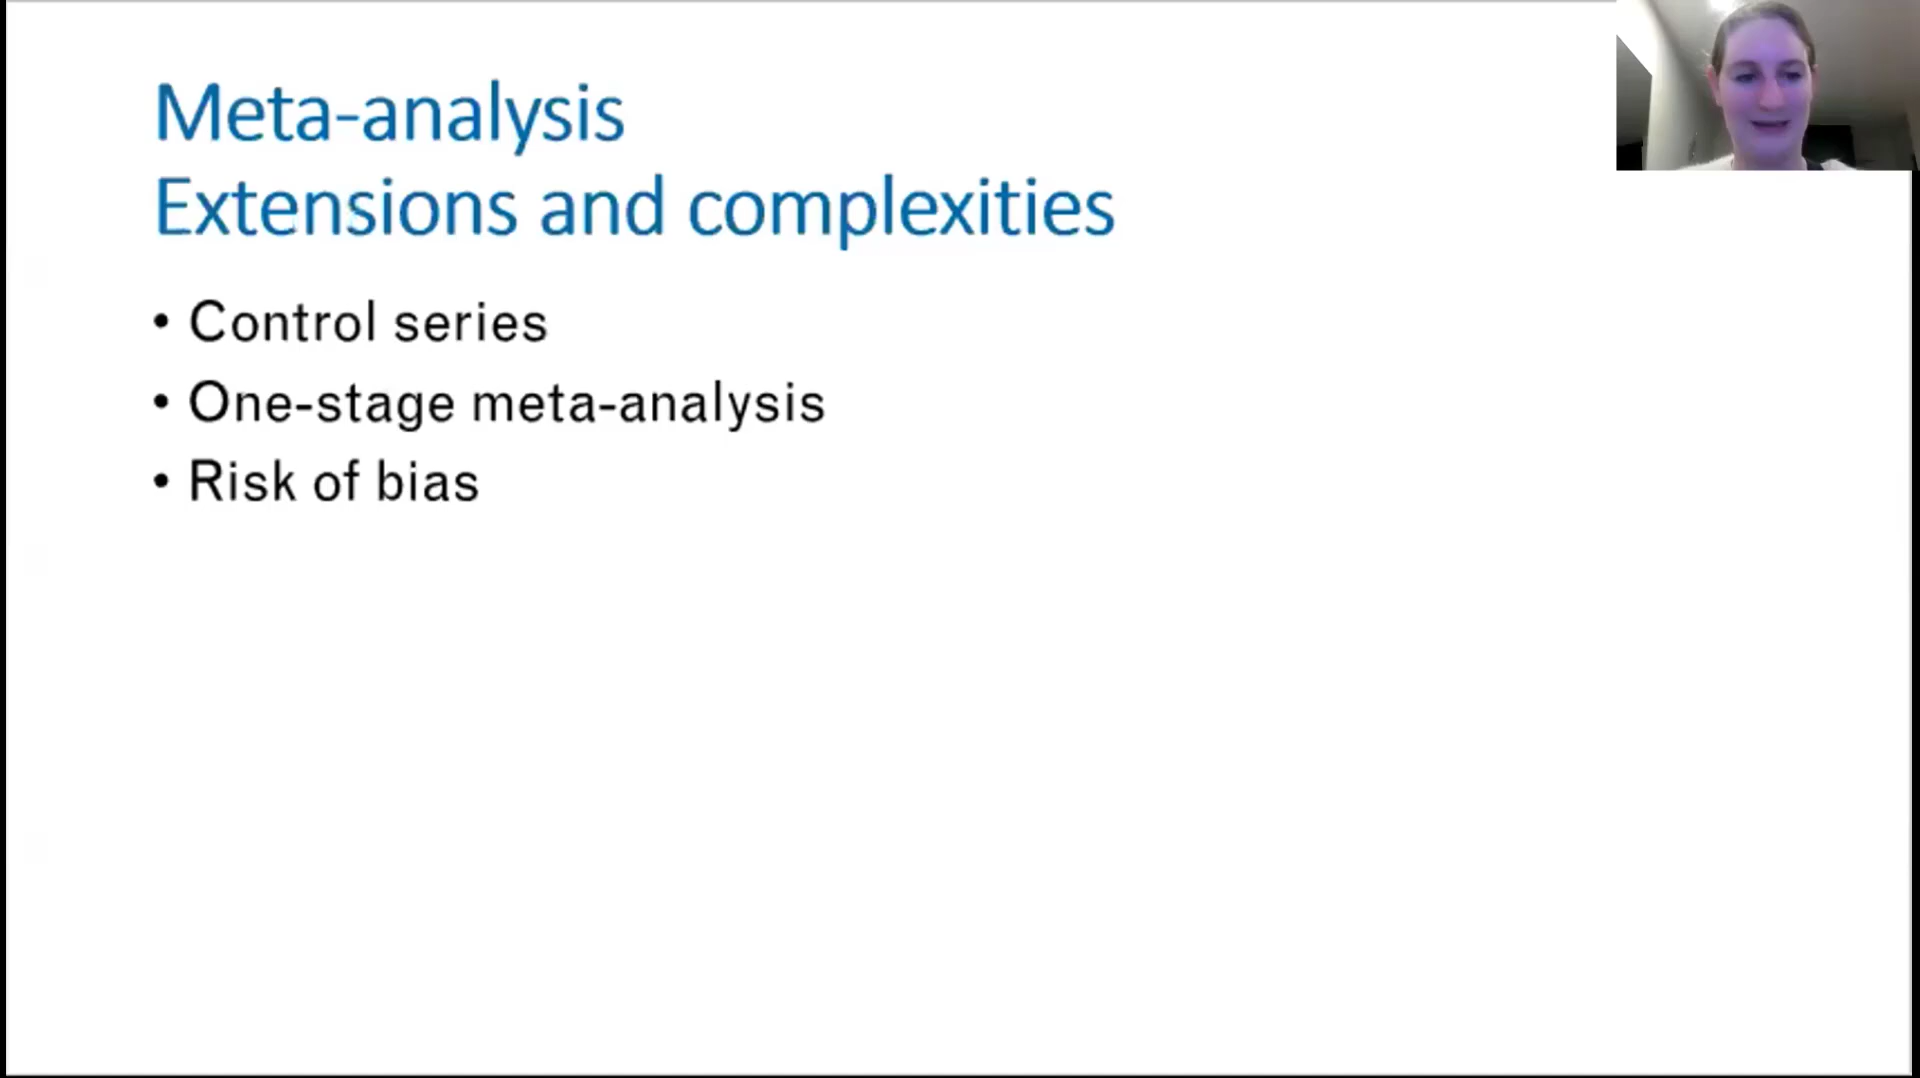 Meta-analysis
Extensions and complexities
• Control series
• One-stage meta-analysis
• Risk of bias